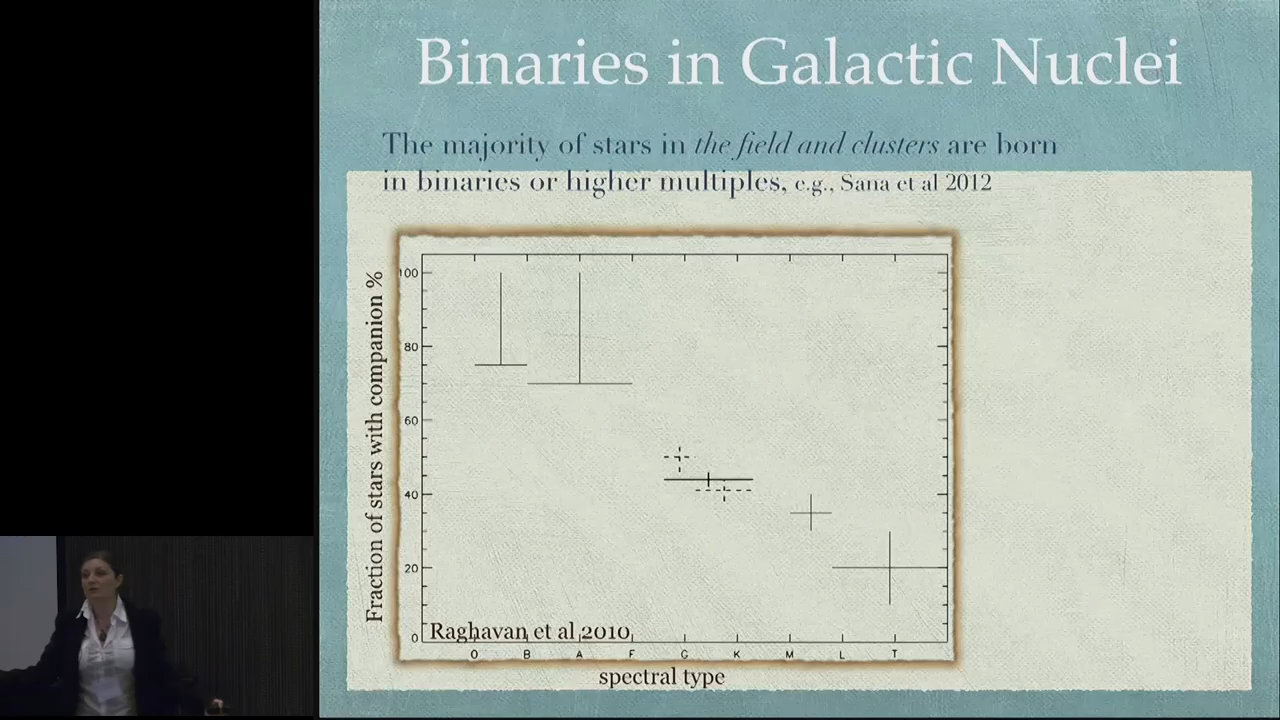 Binaries in Galactic Nuclei
The majority of stars in the field and clusters are born
in binaries or higher multiples, e.g., Sana et al 2012
Fraction of stars with companion %
100
80
60
40
20
0
Raghavan et al 2010
O B A F G K M L T
spectral type